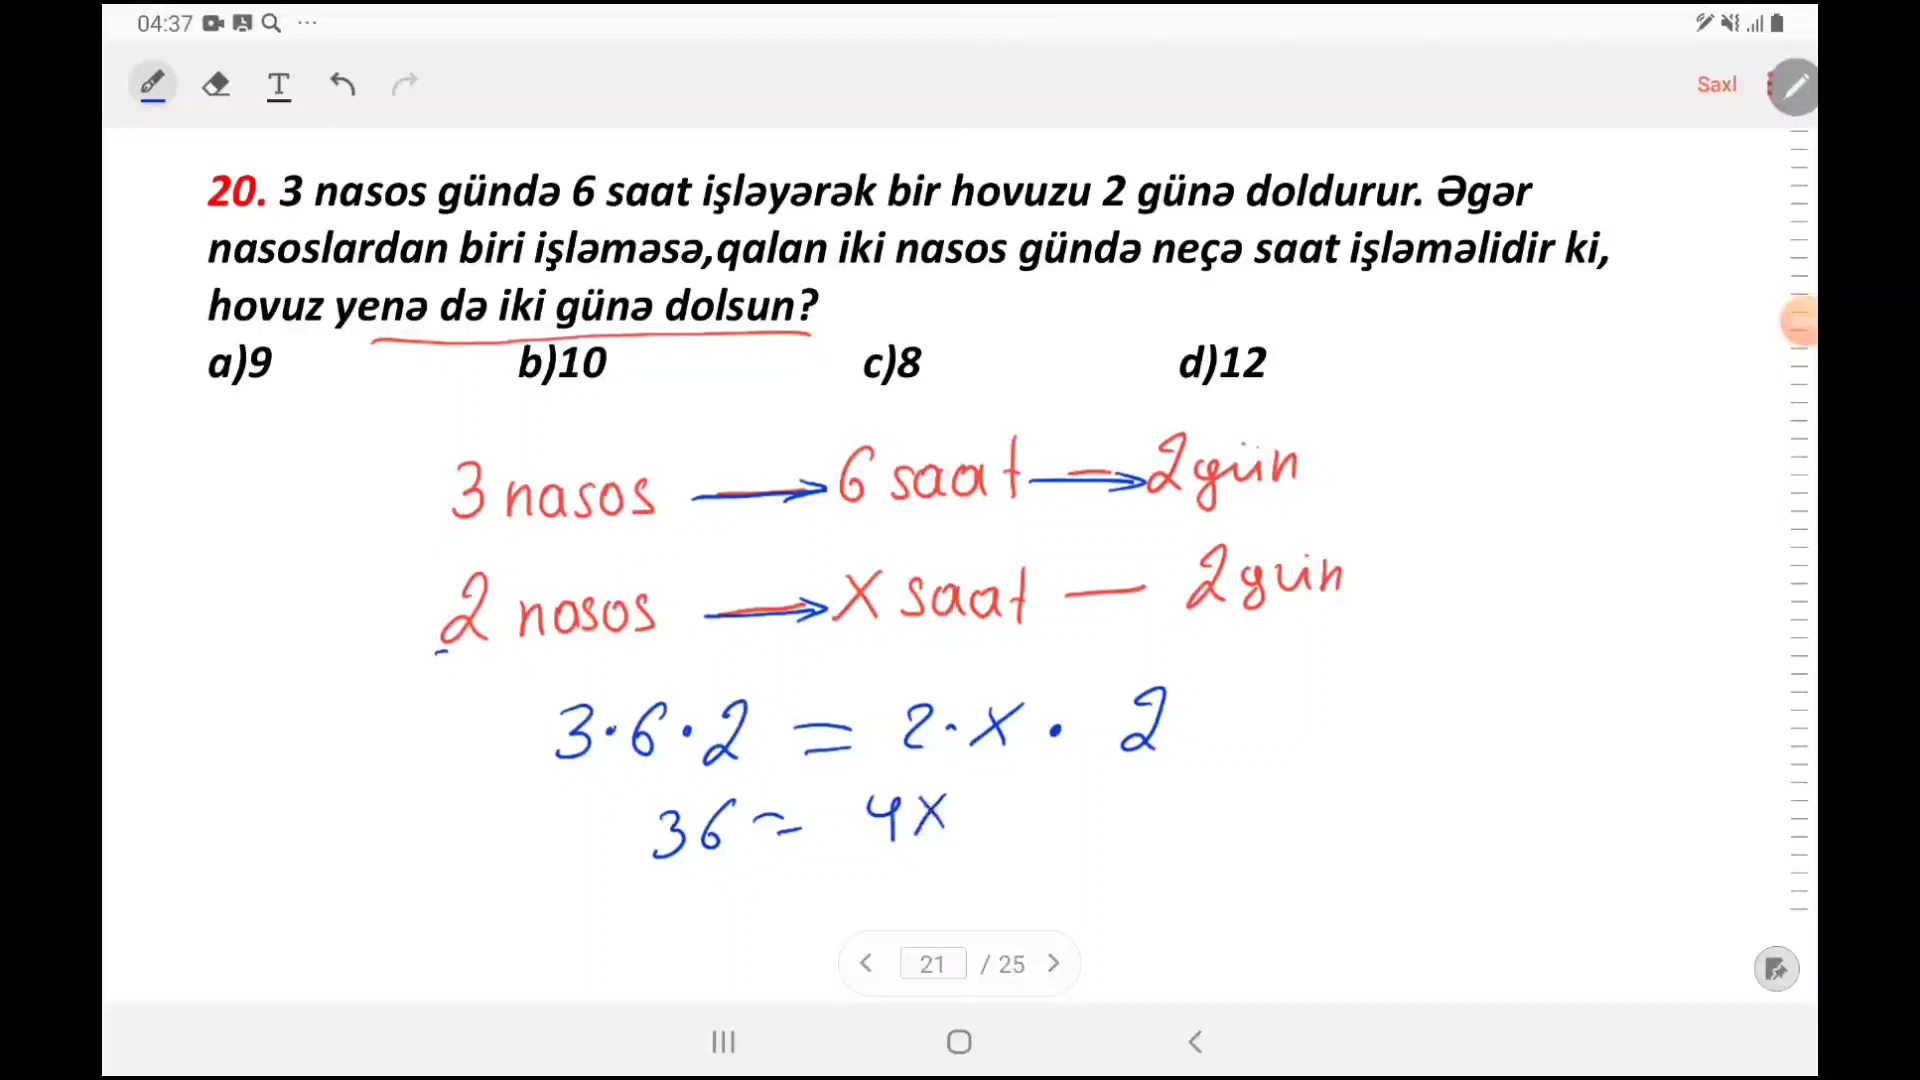 04:37 ...
T
Saxl
20. 3 nasos gündə 6 saat işləyərək bir hovuzu 2 günə doldurur. Əgər
nasoslardan biri işləməsə,qalan iki nasos gündə neçə saat işləməlidir ki,
hovuz yenə də iki günə dolsun?
a)9 b)10 c)8 d)12
3 nasos → 6 saat → 2 gün
2 nasos → x saat — 2 gün
3·6·2 = 2·x·2
36 = 4x
21 / 25